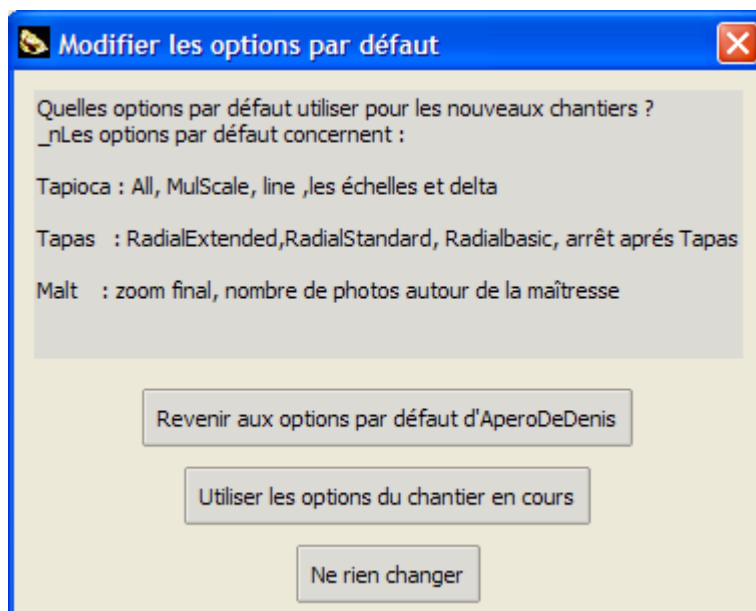 Modifier les options par défaut
Quelles options par défaut utiliser pour les nouveaux chantiers ?
_nLes options par défaut concernent :
Tapioca : All, MulScale, line ,les échelles et delta
Tapas : RadialExtended,RadialStandard, Radialbasic, arrêt aprés Tapas
Malt : zoom final, nombre de photos autour de la maîtresse
Revenir aux options par défaut d'AperoDeDenis
Utiliser les options du chantier en cours
Ne rien changer